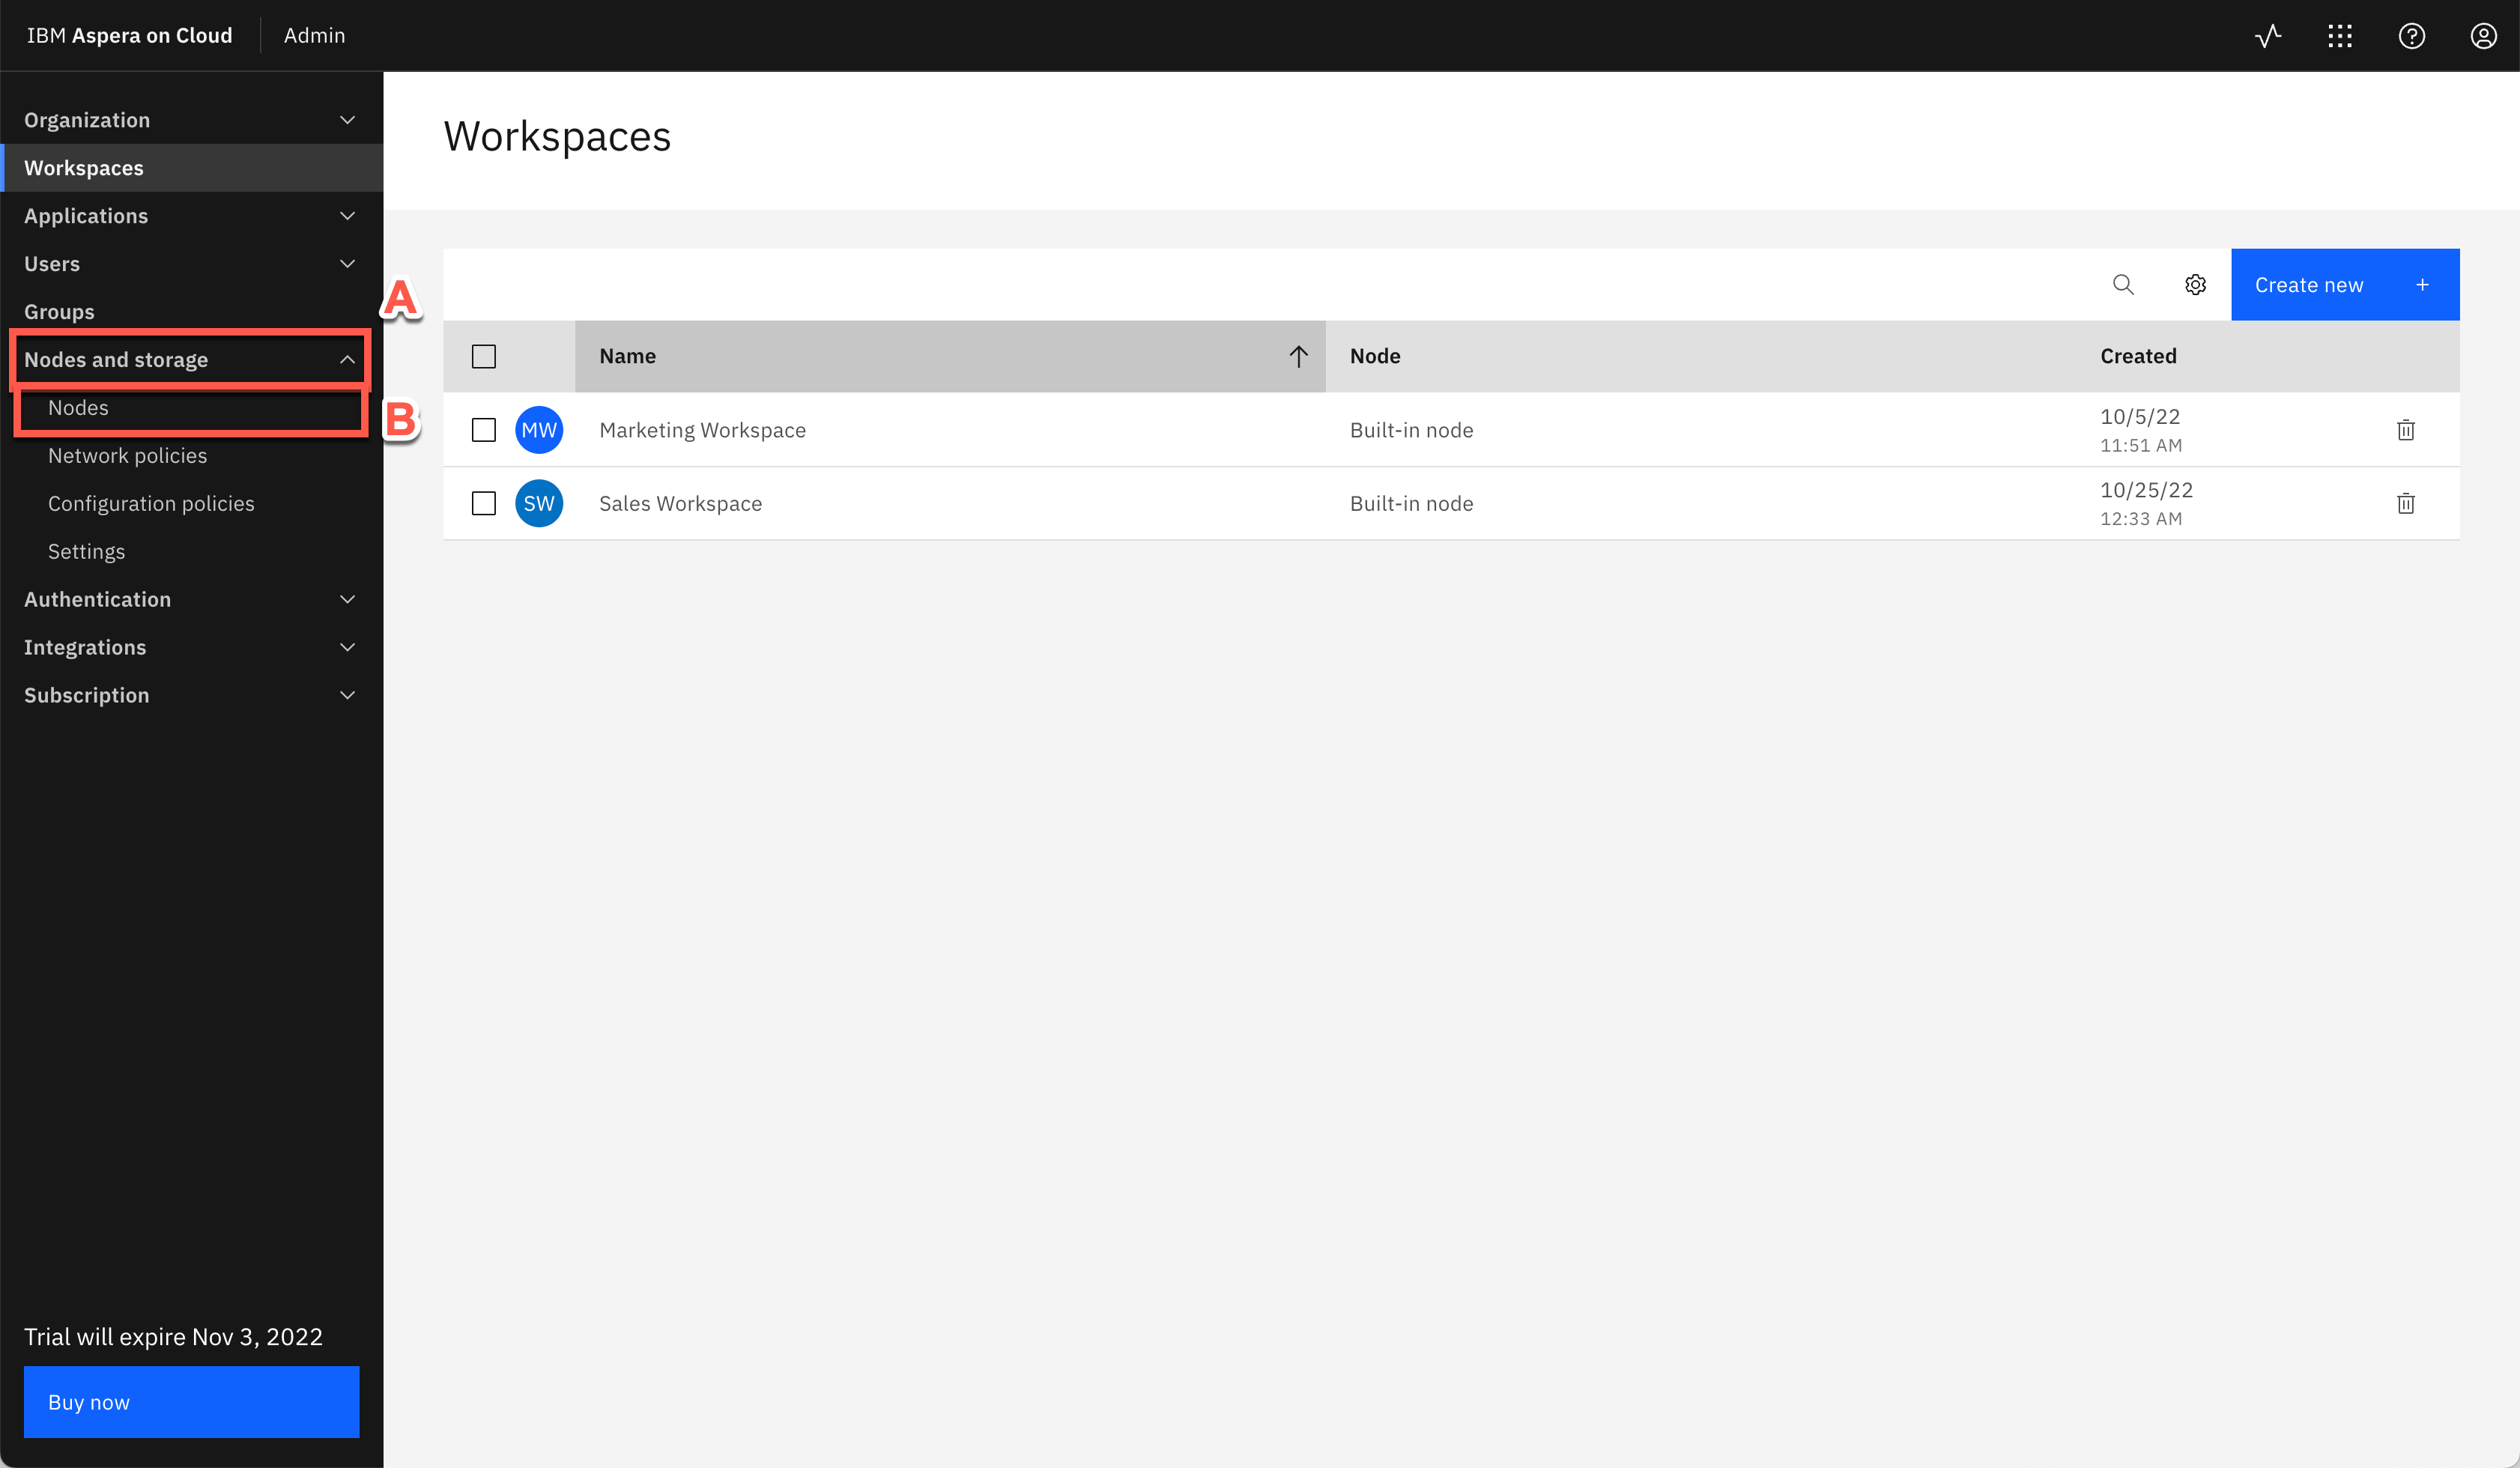 IBM Aspera on Cloud
Admin
Organization
Workspaces
Applications
Users
Groups
Nodes and storage
Nodes
Network policies
Configuration policies
Settings
Authentication
Integrations
Subscription
Trial will expire Nov 3, 2022
Buy now
A
B
Workspaces
Create new +
Name Node Created
MW Marketing Workspace Built-in node 10/5/22
11:51 AM
SW Sales Workspace Built-in node 10/25/22
12:33 AM